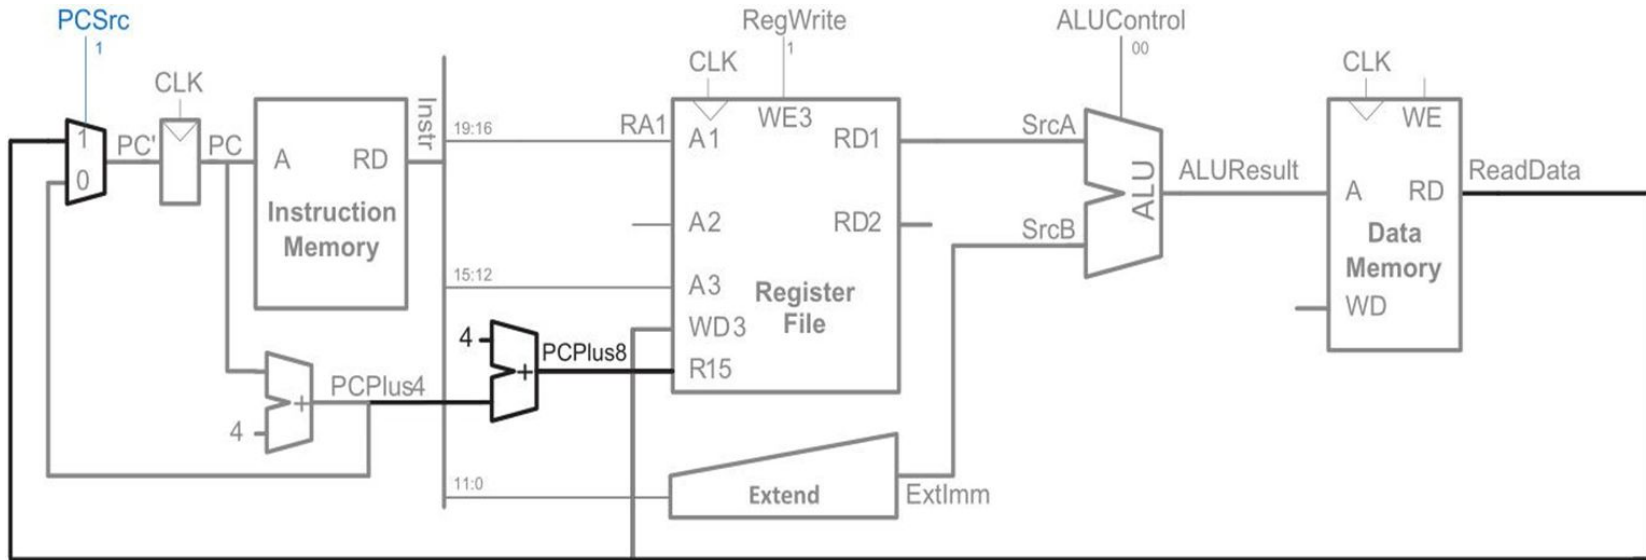 PCSrc
1
RegWrite
1
ALUControl
00
CLK
CLK
CLK
1
0
PC'
PC
A
RD
Instruction
Memory
Instr
19:16
RA1
A1
WE3
RD1
SrcA
ALU
ALUResult
A
RD
WE
ReadData
Data
Memory
WD
A2
RD2
SrcB
15:12
A3
Register
File
WD3
R15
4
+
PCPlus8
PCPlus4
+
4
11:0
Extend
ExtImm